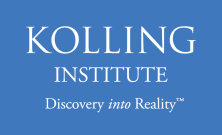 KOLLING
INSTITUTE
Discovery into Reality™